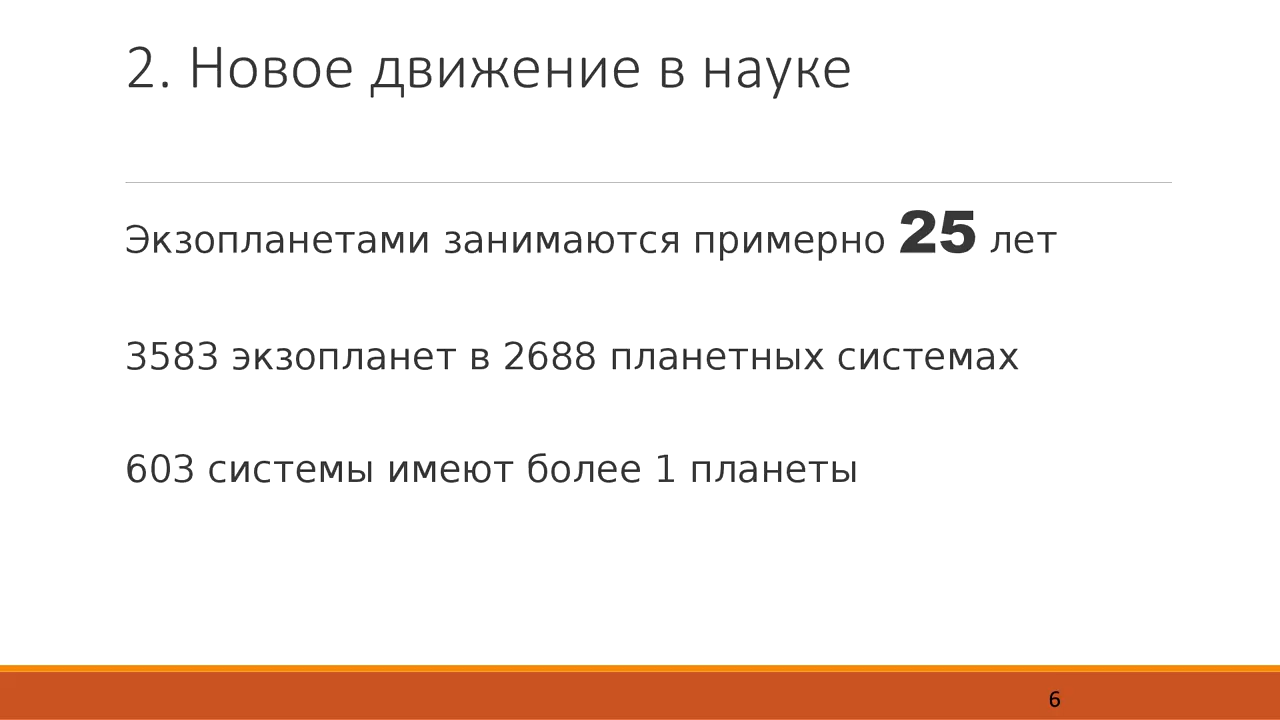 2. Новое движение в науке
Экзопланетами занимаются примерно 25 лет
3583 экзопланет в 2688 планетных системах
603 системы имеют более 1 планеты
6